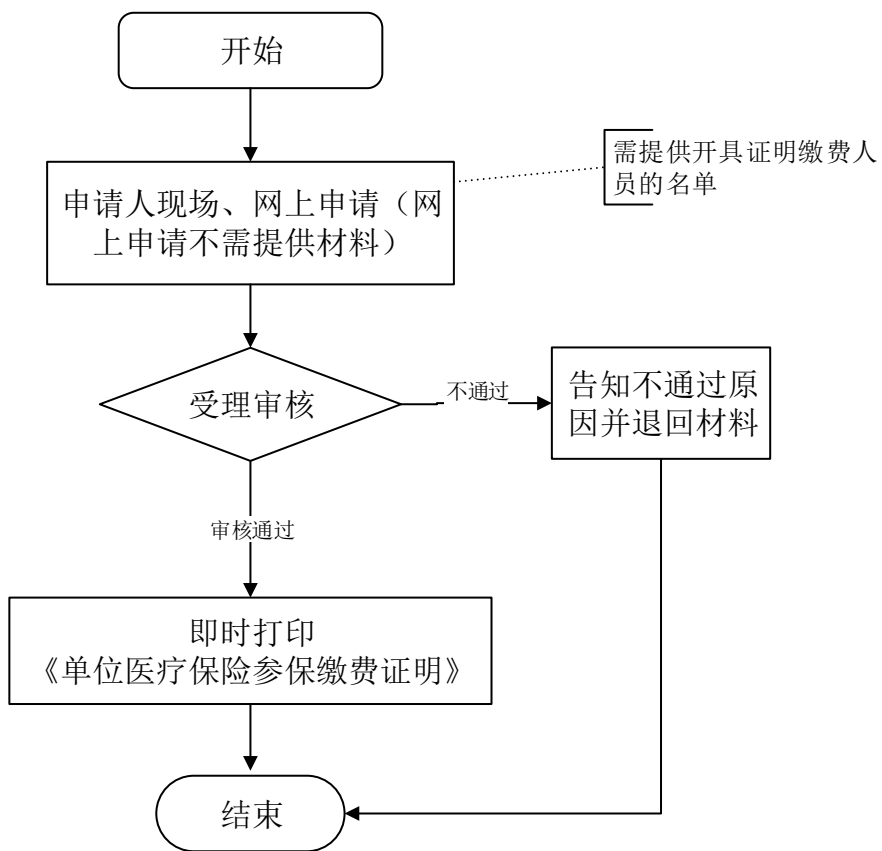 开始
需提供开具证明缴费人
员的名单
申请人现场、网上申请（网
上申请不需提供材料）
受理审核
不通过
告知不通过原
因并退回材料
审核通过
即时打印
《单位医疗保险参保缴费证明》
结束